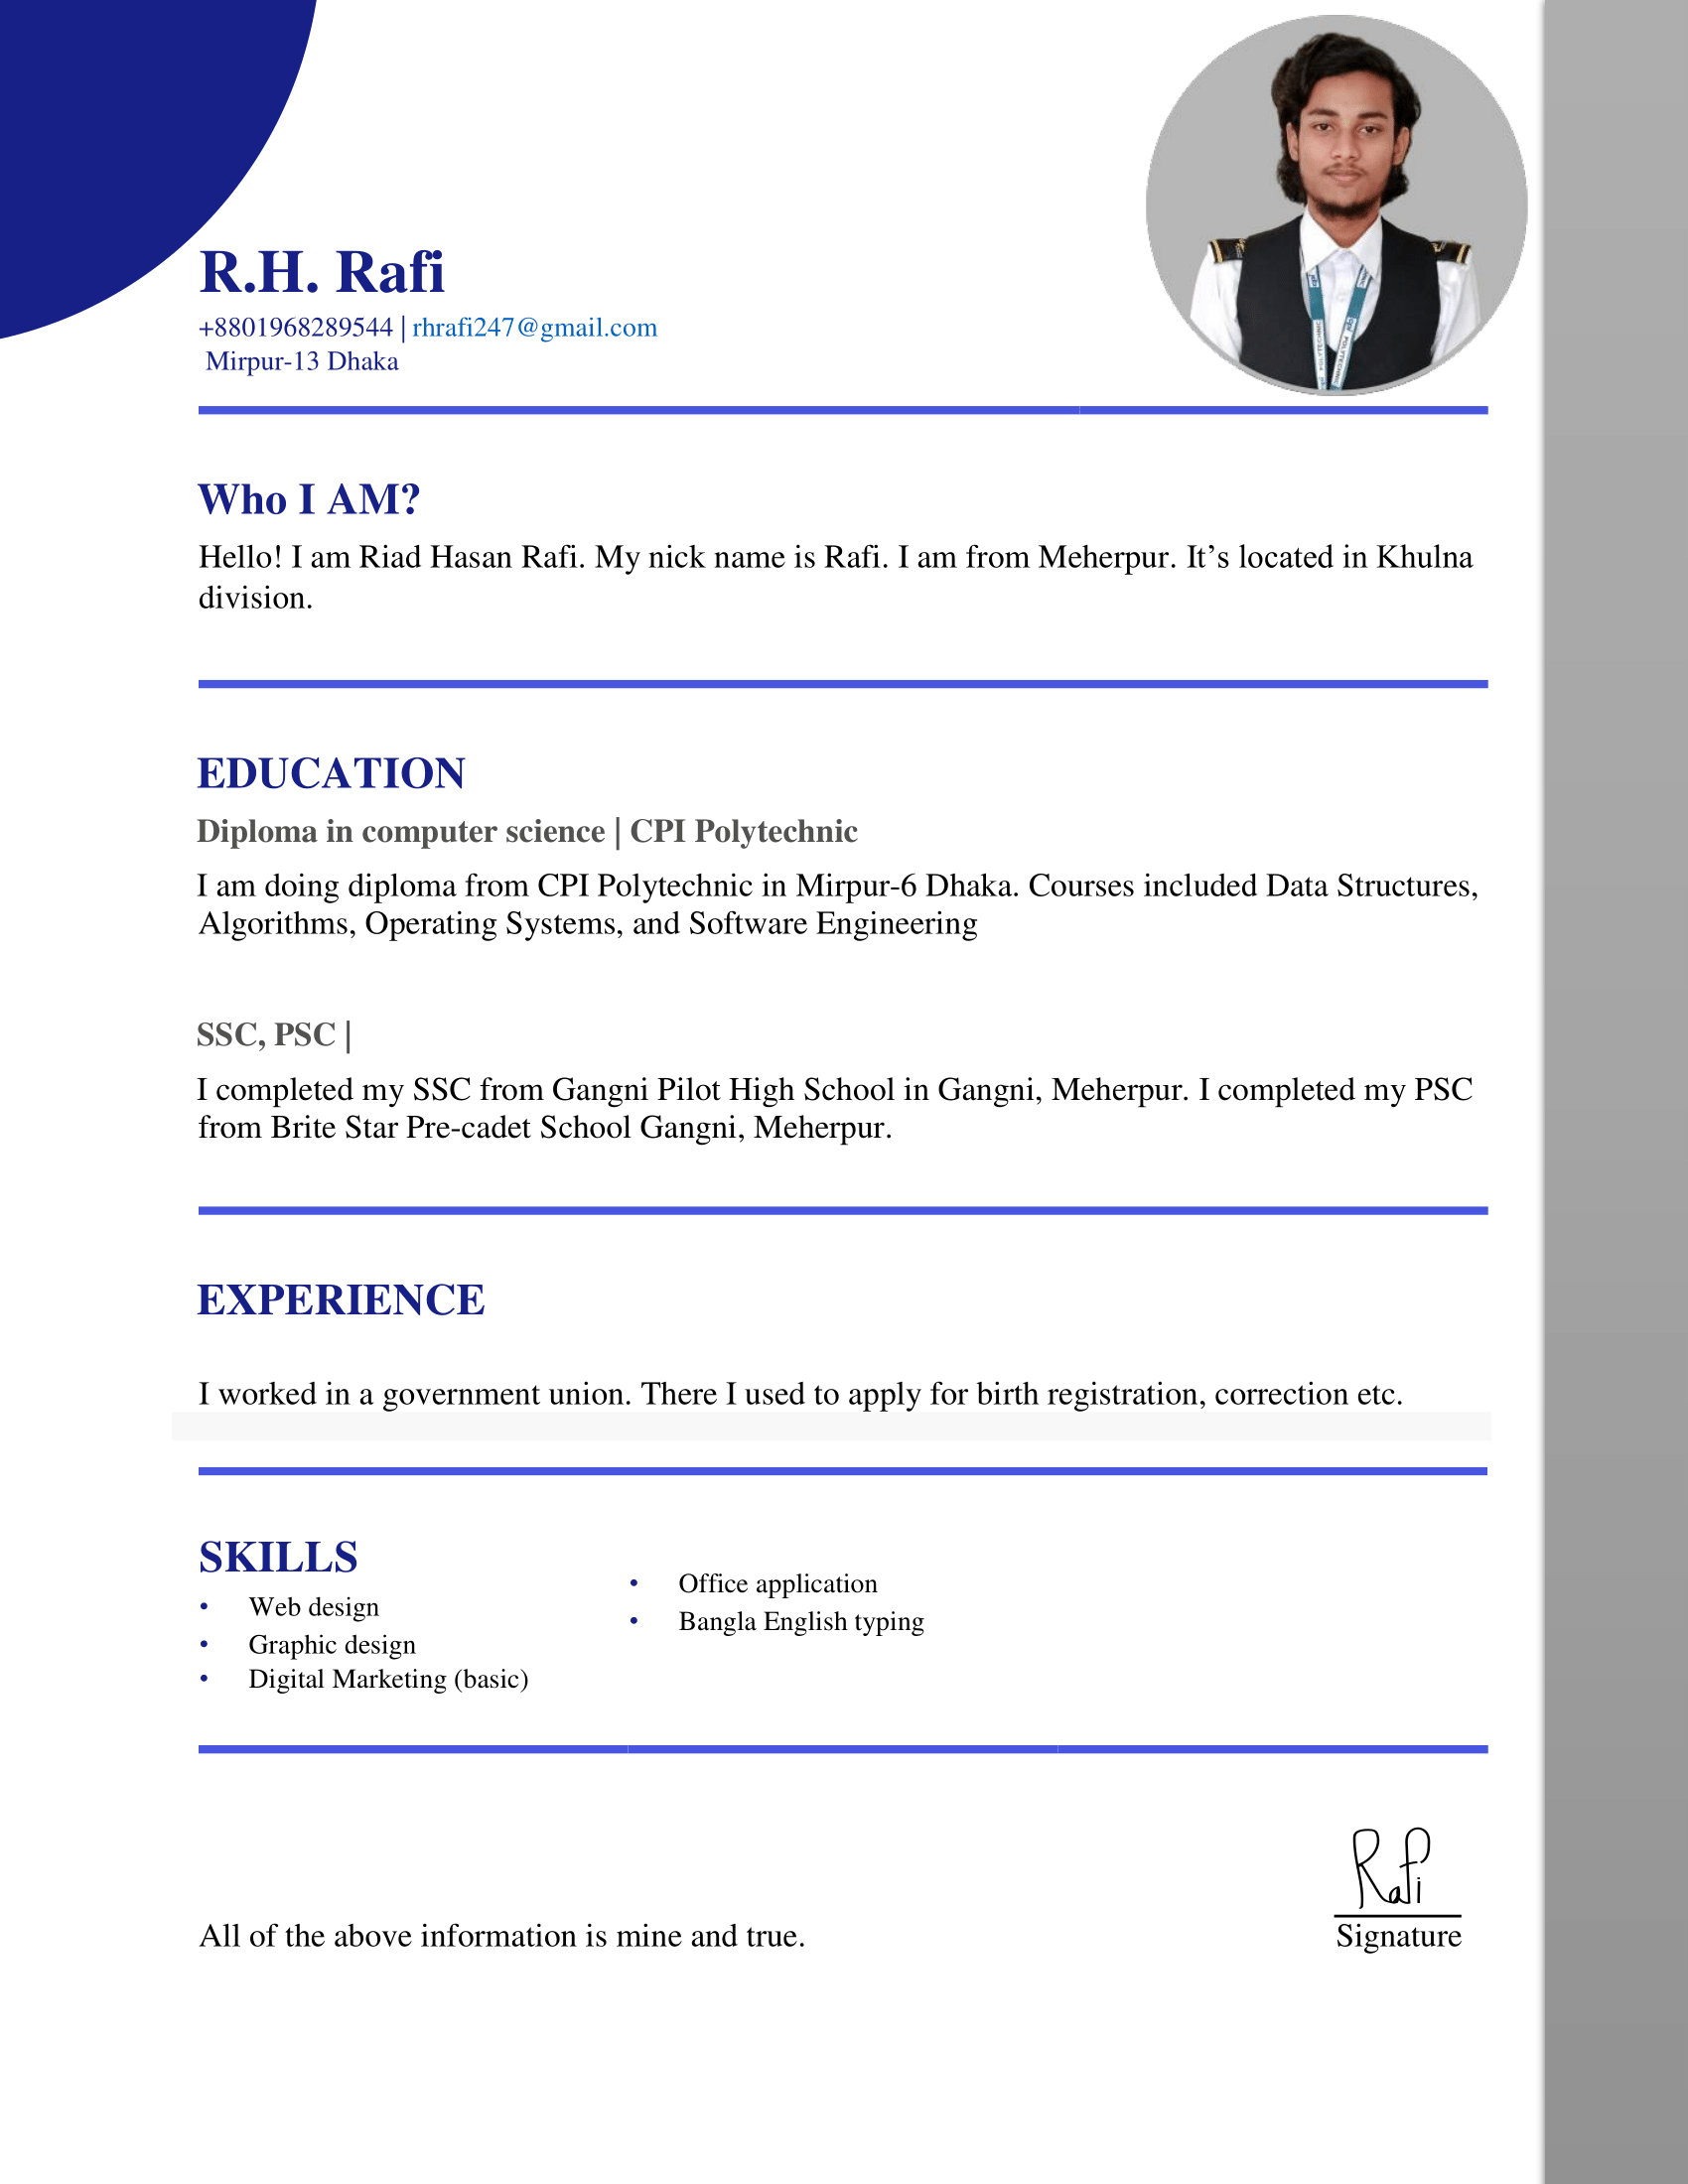 R.H. Rafi
+8801968289544 | rhrafi247@gmail.com
Mirpur-13 Dhaka
Who I AM?
Hello! I am Riad Hasan Rafi. My nick name is Rafi. I am from Meherpur. It’s located in Khulna
division.
EDUCATION
Diploma in computer science | CPI Polytechnic
I am doing diploma from CPI Polytechnic in Mirpur-6 Dhaka. Courses included Data Structures,
Algorithms, Operating Systems, and Software Engineering
SSC, PSC |
I completed my SSC from Gangni Pilot High School in Gangni, Meherpur. I completed my PSC
from Brite Star Pre-cadet School Gangni, Meherpur.
EXPERIENCE
I worked in a government union. There I used to apply for birth registration, correction etc.
SKILLS
• Web design
• Graphic design
• Digital Marketing (basic)
• Office application
• Bangla English typing
Rafi
All of the above information is mine and true.
Signature